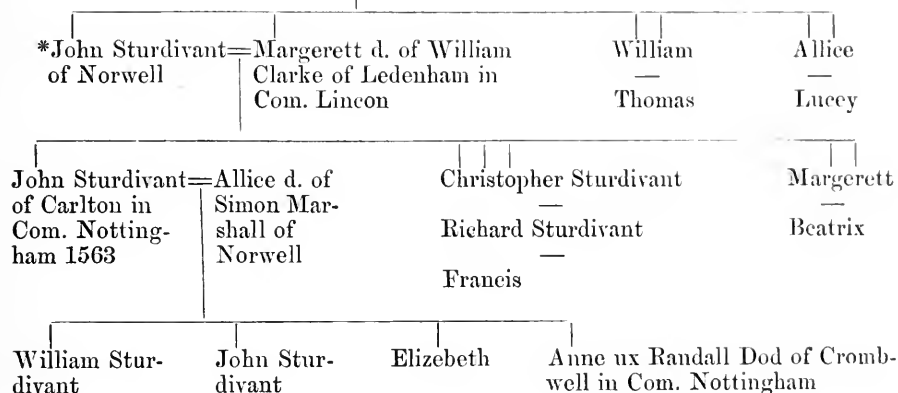 *John Sturdivant=Margerett d. of William William Allice
of Norwell Clarke of Ledenham in — —
Com. Lincon Thomas Lucey
John Sturdivant=Allice d. of Christopher Sturdivant Margerett
of Carlton in Simon Mar- — —
Com. Notting- shall of Richard Sturdivant Beatrix
ham 1563 Norwell —
Francis
William Stur- John Stur- Elizebeth Anne ux Randall Dod of Cromb-
divant divant well in Com. Nottingham